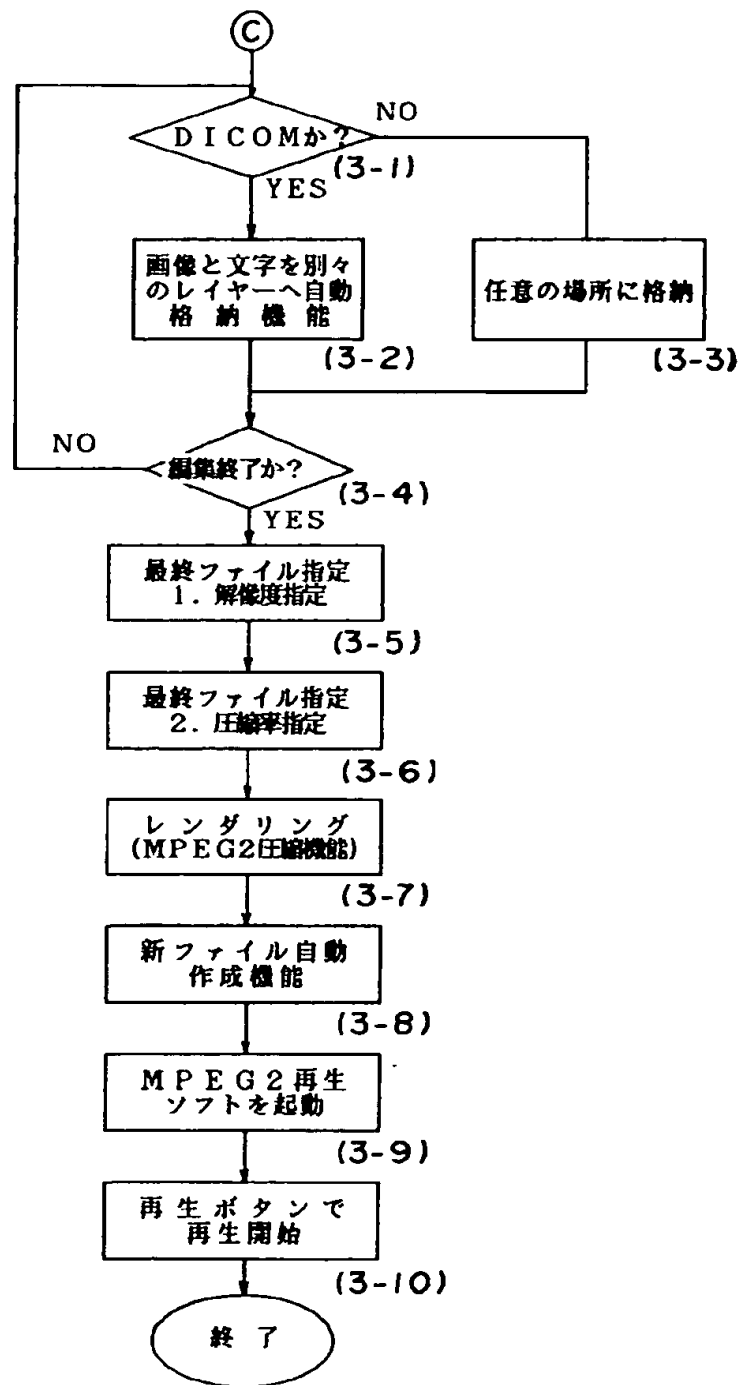 C
DICOMか?
NO
(3-1)
YES
画像と文字を別々
のレイヤーへ自動
格納機能
(3-2)
任意の場所に格納
(3-3)
NO
編集終了か?
(3-4)
YES
最終ファイル指定
1. 解像度指定
(3-5)
最終ファイル指定
2. 圧縮率指定
(3-6)
レンダリング
(MPEG2圧縮機能)
(3-7)
新ファイル自動
作成機能
(3-8)
MPEG2再生
ソフトを起動
(3-9)
再生ボタンで
再生開始
(3-10)
終了